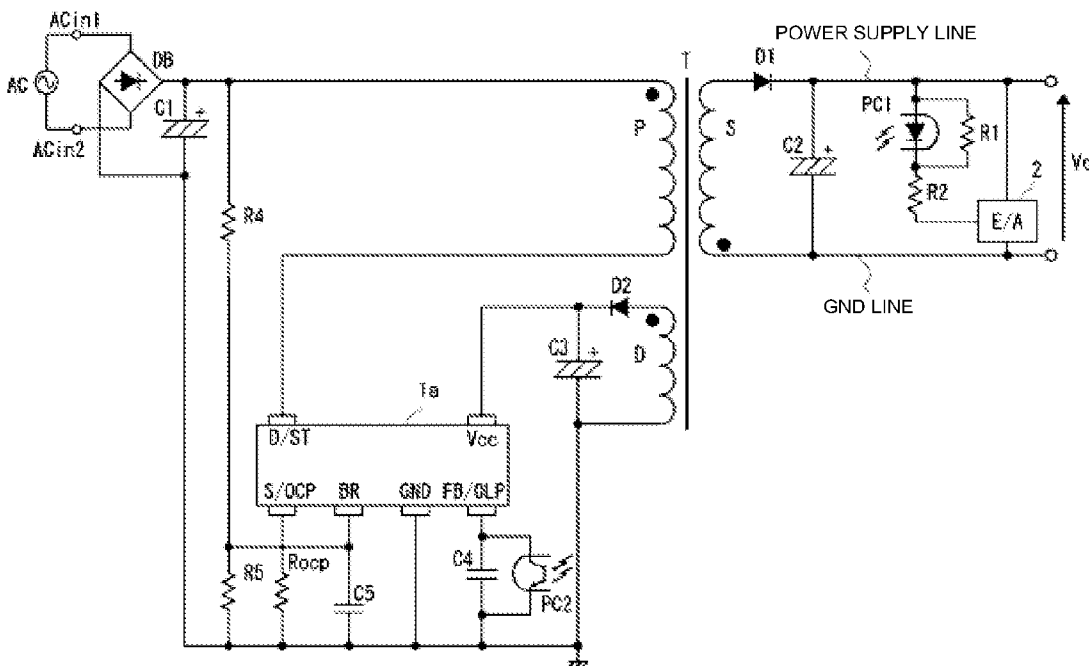 ACin1
POWER SUPPLY LINE
AC
DB
T
D1
C1 +
PC1
R1
P
S
C2 +
Vo
ACin2
R4
R2
2
E/A
D2
GND LINE
C3 +
D
1a
D/ST
Vcc
S/OCP BR GND FB/OLP
R5
Rocp
C5
C4
PC2